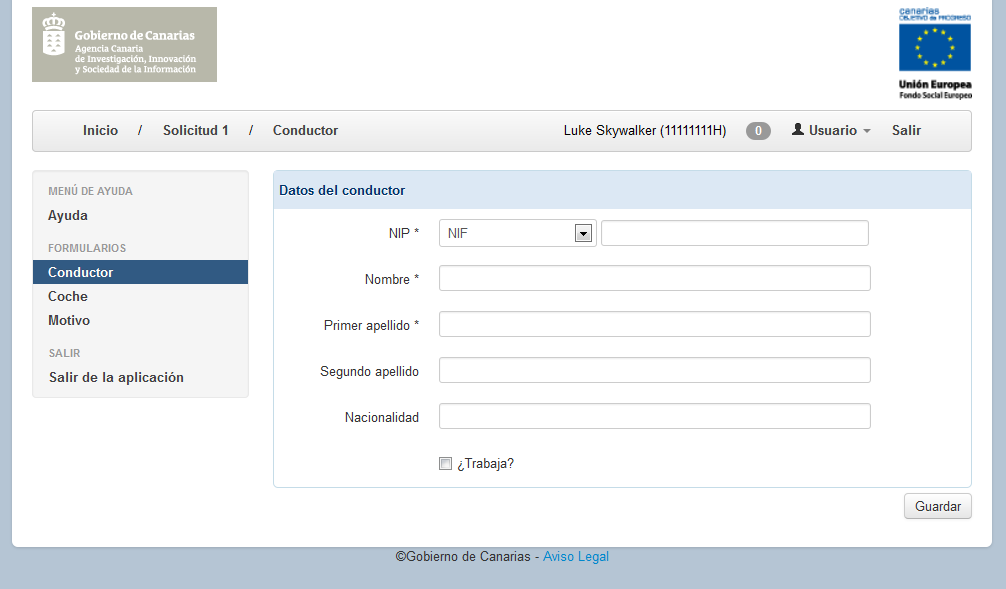 Gobierno de Canarias
Agencia Canaria
de Investigación, Innovación
y Sociedad de la Información
canarias
OBJETIVO de PROGRESO
Unión Europea
Fondo Social Europeo
Inicio / Solicitud 1 / Conductor Luke Skywalker (11111111H) 0 Usuario Salir
MENÚ DE AYUDA
Ayuda
FORMULARIOS
Conductor
Coche
Motivo
SALIR
Salir de la aplicación
Datos del conductor
NIP * NIF
Nombre *
Primer apellido *
Segundo apellido
Nacionalidad
¿Trabaja?
Guardar
©Gobierno de Canarias - Aviso Legal